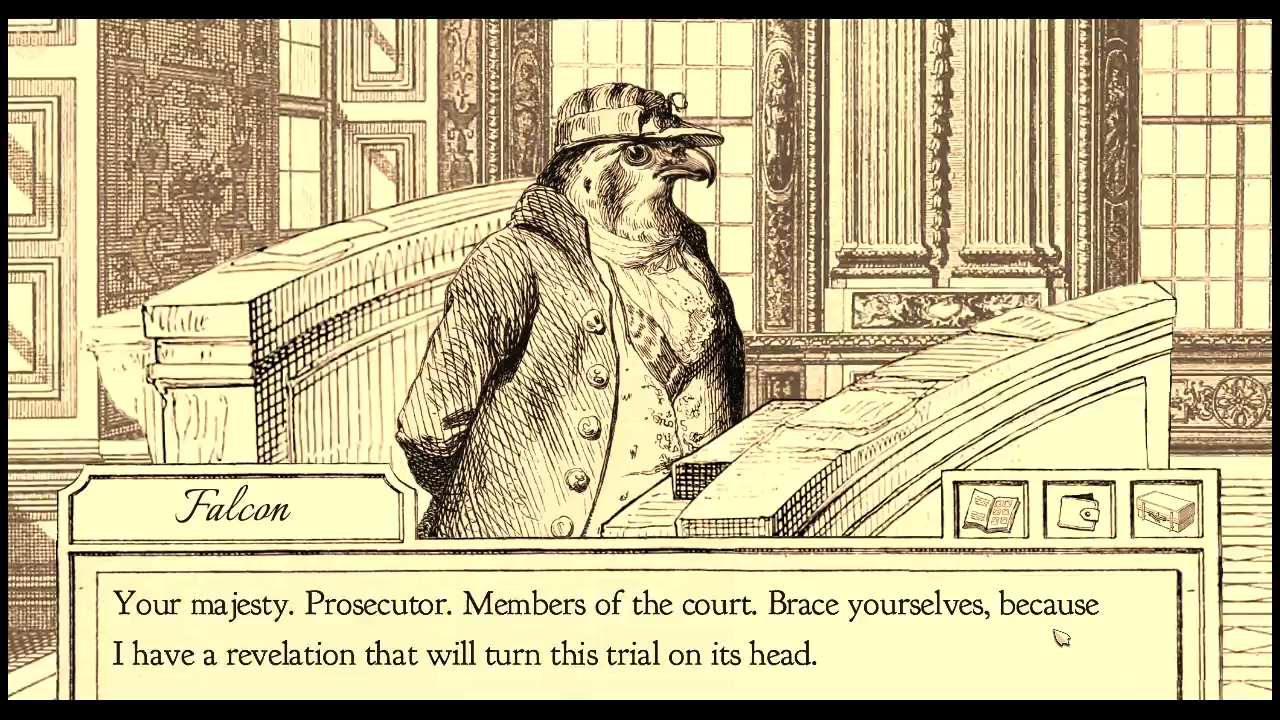 Falcon
Your majesty. Prosecutor. Members of the court. Brace yourselves, because
I have a revelation that will turn this trial on its head.